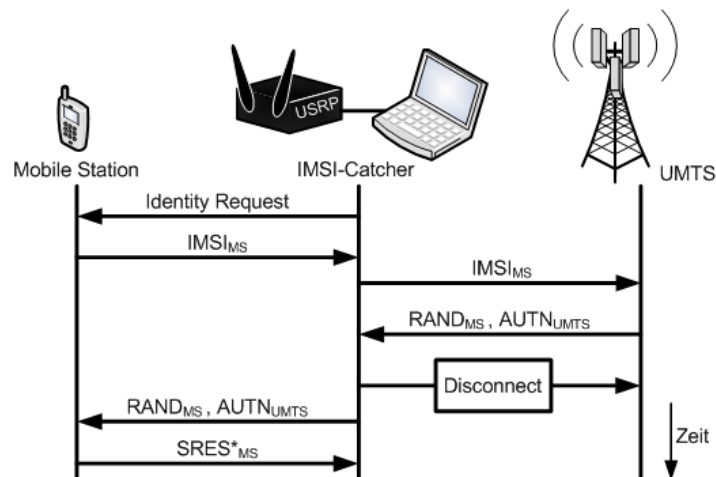 USRP
Mobile Station
IMSI-Catcher
UMTS
Identity Request
IMSI_MS
IMSI_MS
RAND_MS , AUTN_UMTS
Disconnect
RAND_MS , AUTN_UMTS
SRES*_MS
Zeit